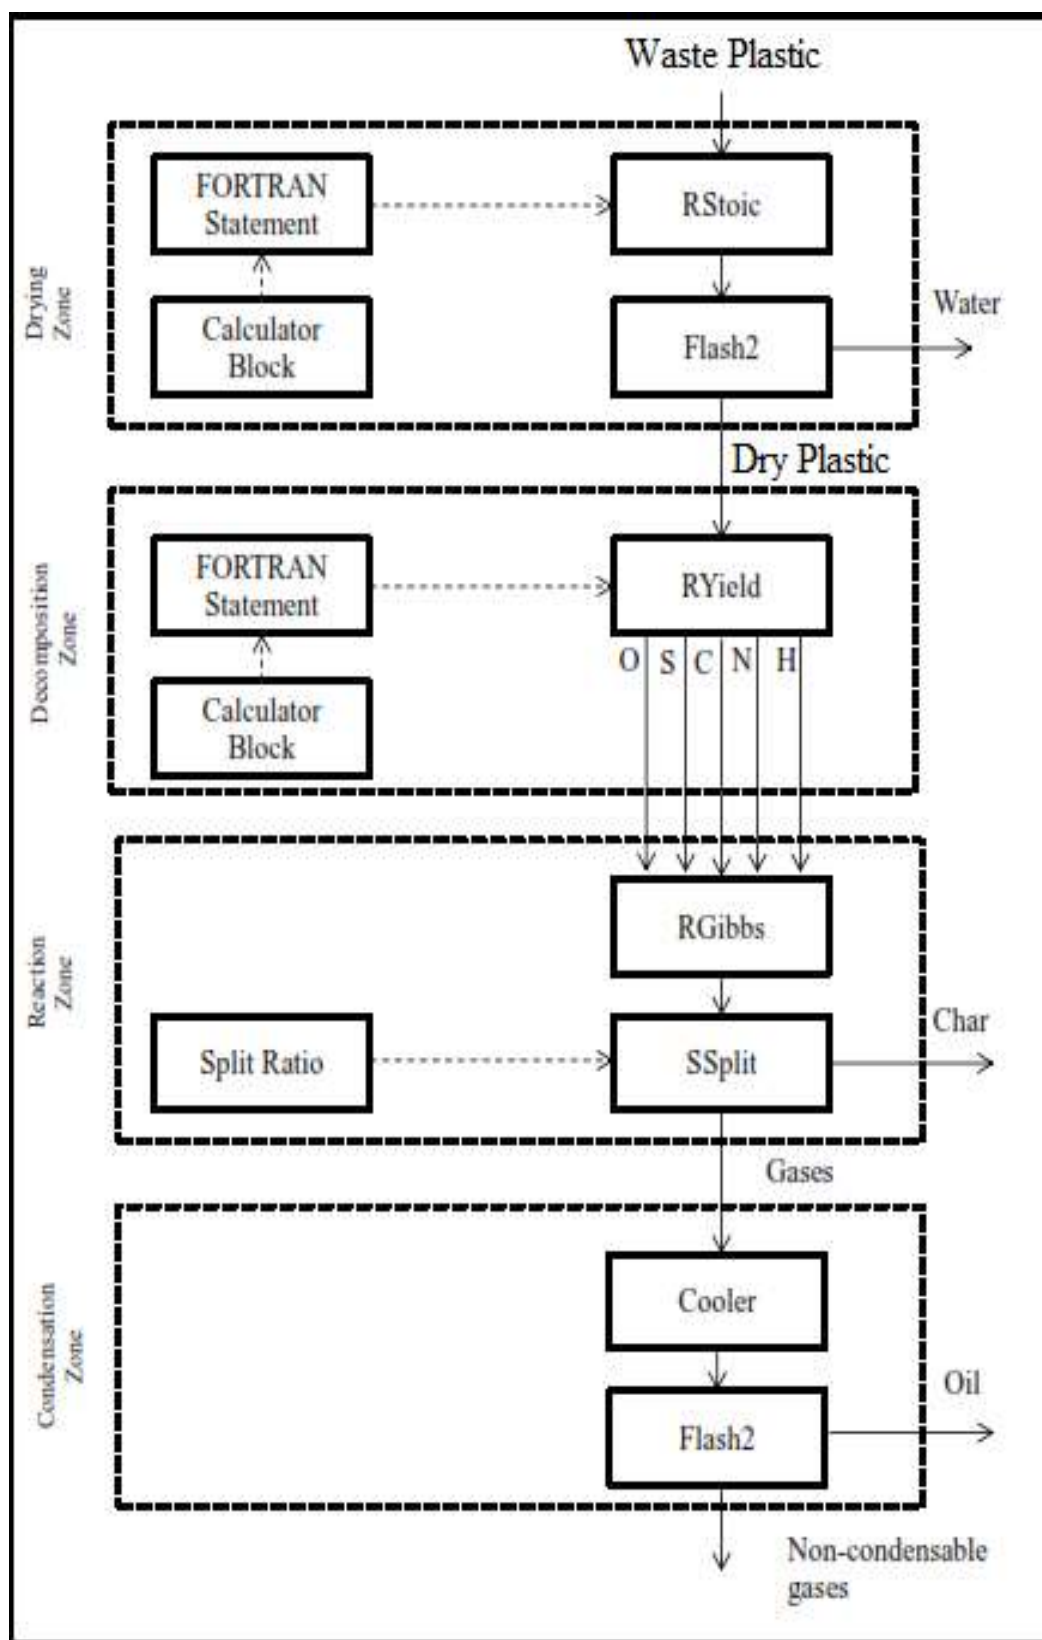 Waste Plastic
Drying
Zone
FORTRAN
Statement
RStoic
Calculator
Block
Flash2
Water
Dry Plastic
Decomposition
Zone
FORTRAN
Statement
RYield
O S C N H
Calculator
Block
Reaction
Zone
RGibbs
Split Ratio
SSplit
Char
Gases
Condensation
Zone
Cooler
Flash2
Oil
Non-condensable
gases